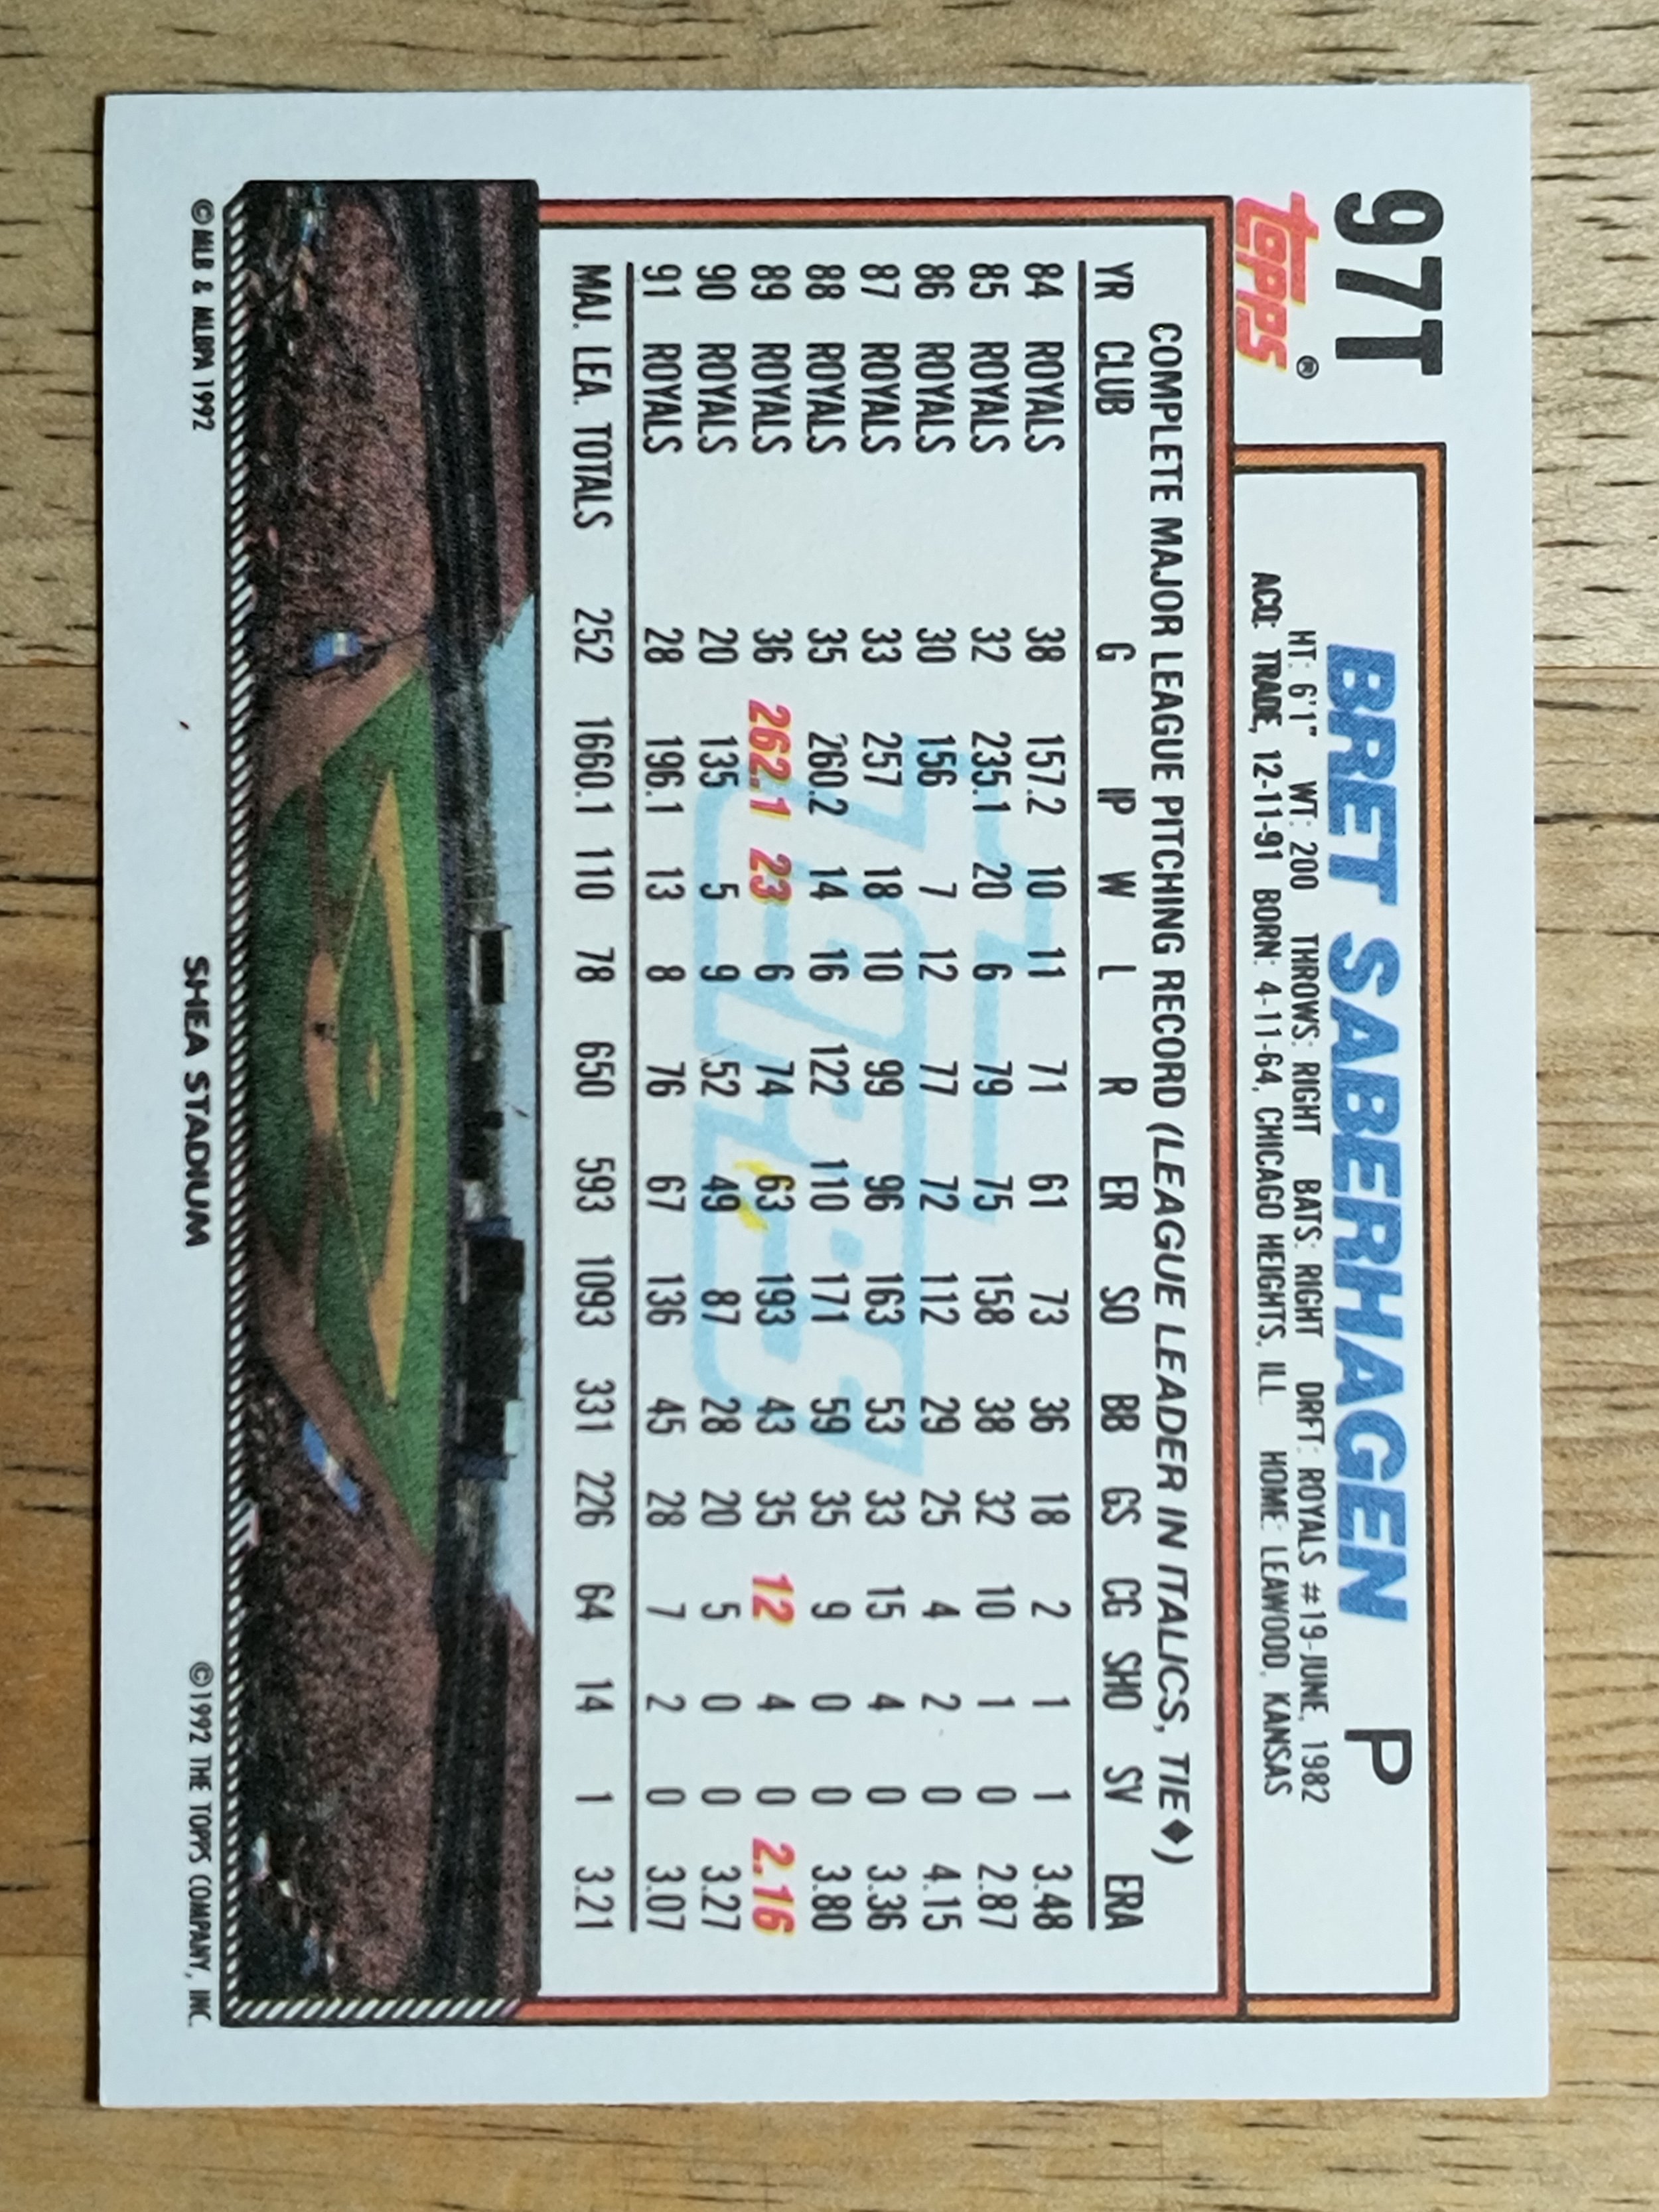 97T
BRET SABERHAGEN P
topps®
HT: 6'1" WT: 200 THROWS: RIGHT BATS: RIGHT DRFT: ROYALS #19-JUNE, 1982
ACQ: TRADE, 12-11-91 BORN: 4-11-64, CHICAGO HEIGHTS, ILL. HOME: LEAWOOD, KANSAS
COMPLETE MAJOR LEAGUE PITCHING RECORD (LEAGUE LEADER IN ITALICS, TIE♦)
YR CLUB G IP W L R ER SO BB GS CG SHO SV ERA
84 ROYALS 38 157.2 10 11 71 61 73 36 18 2 1 1 3.48
85 ROYALS 32 235.1 20 6 79 75 158 38 32 10 1 0 2.87
86 ROYALS 30 156 7 12 77 72 112 29 25 4 2 0 4.15
87 ROYALS 33 257 18 10 99 96 163 53 33 15 4 0 3.36
88 ROYALS 35 260.2 14 16 122 110 171 59 35 9 0 0 3.80
89 ROYALS 36 262.1 23 6 74 63 193 43 35 12 4 0 2.16
90 ROYALS 20 135 5 9 52 49 87 28 20 5 0 0 3.27
91 ROYALS 28 196.1 13 8 76 67 136 45 28 7 2 0 3.07
MAJ. LEA. TOTALS 252 1660.1 110 78 650 593 1093 331 226 64 14 1 3.21
Topps
© MLB & MLBPA 1992
SHEA STADIUM
©1992 THE TOPPS COMPANY, INC.